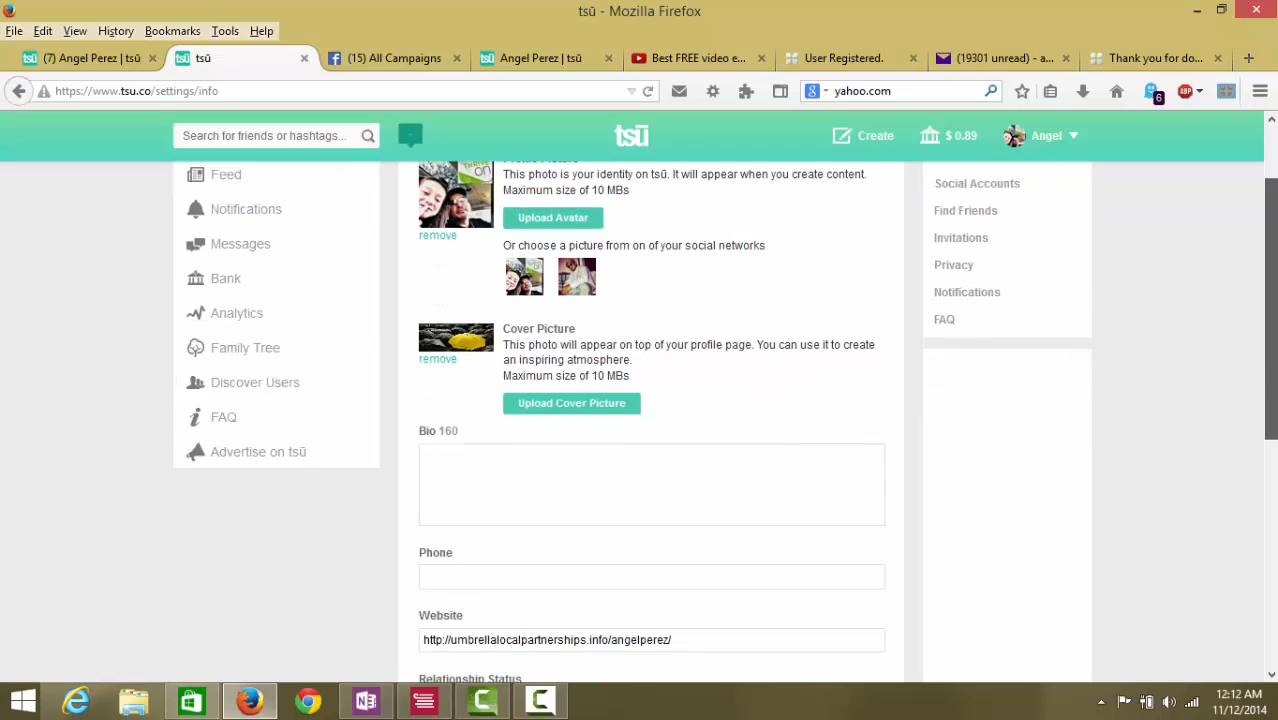 tsū - Mozilla Firefox
File Edit View History Bookmarks Tools Help
(7) Angel Perez | tsū
tsū
(15) All Campaigns
Angel Perez | tsū
Best FREE video e...
User Registered.
(19301 unread) - a...
Thank you for do...
https://www.tsu.co/settings/info
yahoo.com
6
Search for friends or hashtags...
tsū
Create
$ 0.89
Angel
Feed
Notifications
Messages
Bank
Analytics
Family Tree
Discover Users
FAQ
Advertise on tsū
THRIVE
on
remove
Profile Picture
This photo is your identity on tsū. It will appear when you create content.
Maximum size of 10 MBs
Upload Avatar
Or choose a picture from on of your social networks
remove
Cover Picture
This photo will appear on top of your profile page. You can use it to create
an inspiring atmosphere.
Maximum size of 10 MBs
Upload Cover Picture
Bio 160
Phone
Website
http://umbrellalocalpartnerships.info/angelperez/
Relationship Status
Social Accounts
Find Friends
Invitations
Privacy
Notifications
FAQ
12:12 AM
11/12/2014